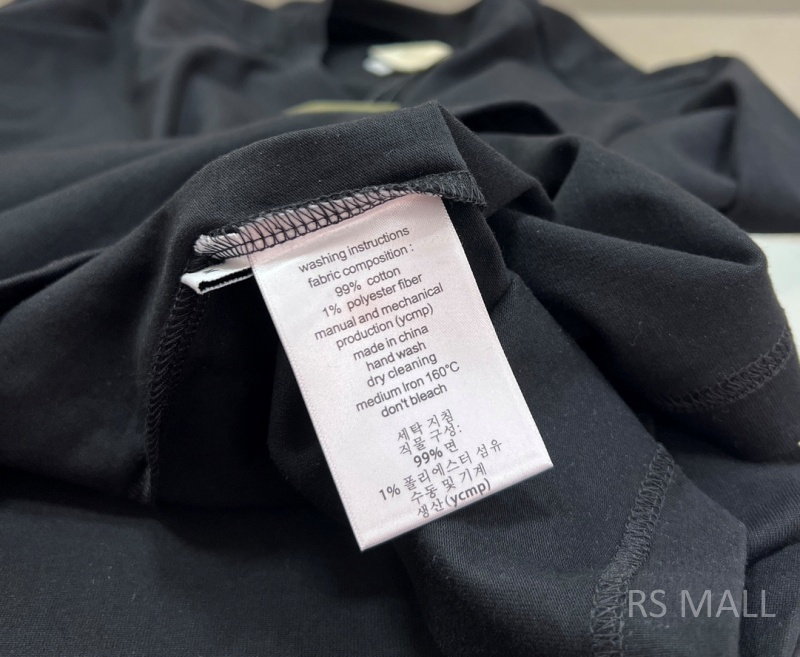 washing instructions
fabric composition :
99% cotton
1% polyester fiber
manual and mechanical
production (ycmp)
made in china
hand wash
dry cleaning
medium Iron 160°C
don't bleach
세탁 지침
직물 구성:
99% 면
1% 폴리에스터 섬유
수동 및 기계
생산(ycmp)
RS MALL